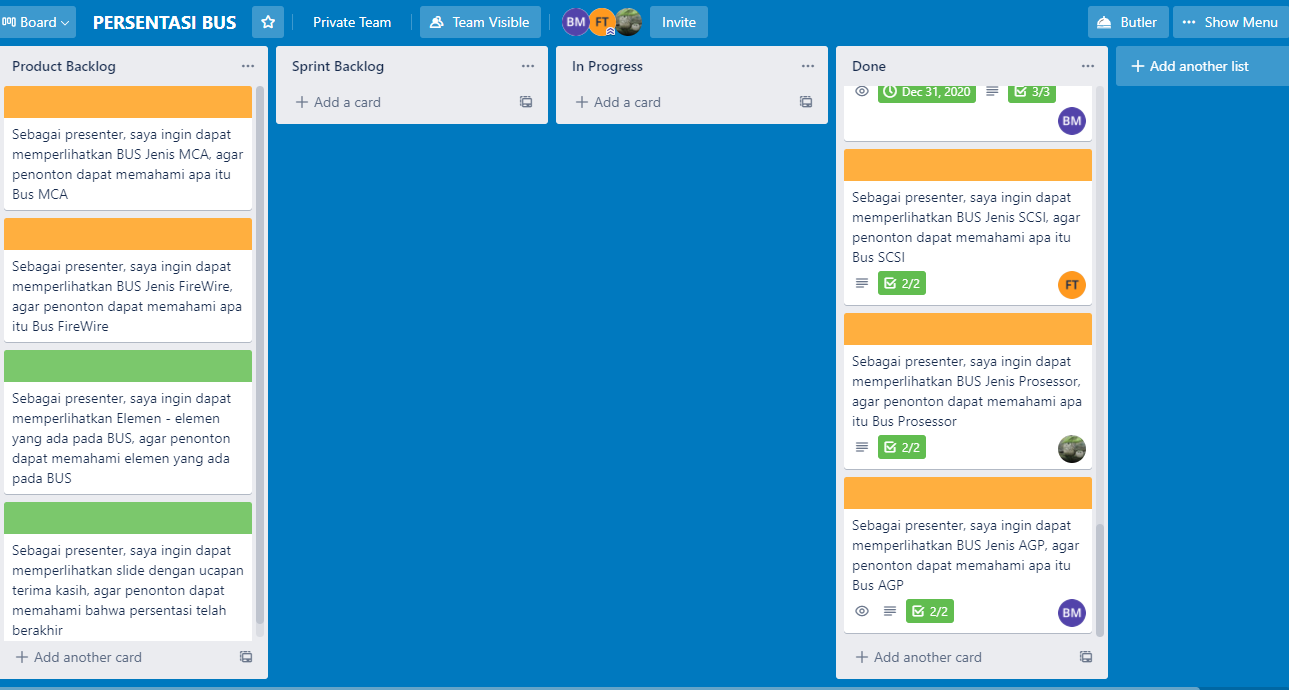 Board
PERSENTASI BUS
Private Team
Team Visible
BM
FT
Invite
Butler
Show Menu
Product Backlog
Sebagai presenter, saya ingin dapat
memperlihatkan BUS Jenis MCA, agar
penonton dapat memahami apa itu
Bus MCA
Sebagai presenter, saya ingin dapat
memperlihatkan BUS Jenis FireWire,
agar penonton dapat memahami apa
itu Bus FireWire
Sebagai presenter, saya ingin dapat
memperlihatkan Elemen - elemen
yang ada pada BUS, agar penonton
dapat memahami elemen yang ada
pada BUS
Sebagai presenter, saya ingin dapat
memperlihatkan slide dengan ucapan
terima kasih, agar penonton dapat
memahami bahwa persentasi telah
berakhir
Add another card
Sprint Backlog
Add a card
In Progress
Add a card
Done
Dec 31, 2020
3/3
BM
Sebagai presenter, saya ingin dapat
memperlihatkan BUS Jenis SCSI, agar
penonton dapat memahami apa itu
Bus SCSI
2/2
FT
Sebagai presenter, saya ingin dapat
memperlihatkan BUS Jenis Prosessor,
agar penonton dapat memahami apa
itu Bus Prosessor
2/2
Sebagai presenter, saya ingin dapat
memperlihatkan BUS Jenis AGP, agar
penonton dapat memahami apa itu
Bus AGP
2/2
BM
Add another card
Add another list